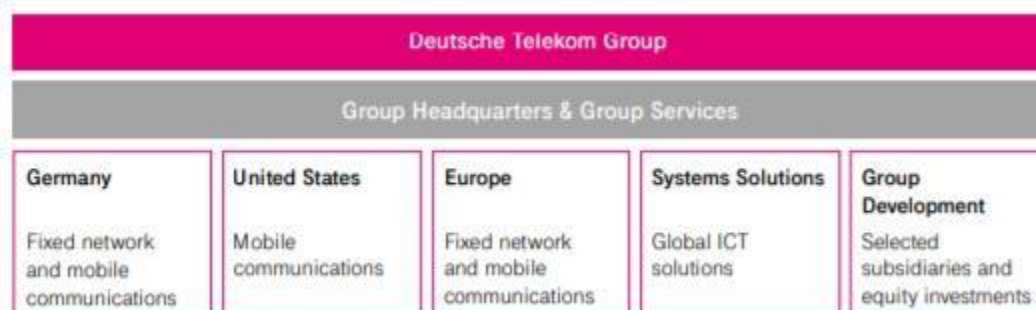 Deutsche Telekom Group
Group Headquarters & Group Services
Germany
Fixed network
and mobile
communications
United States
Mobile
communications
Europe
Fixed network
and mobile
communications
Systems Solutions
Global ICT
solutions
Group
Development
Selected
subsidiaries and
equity investments